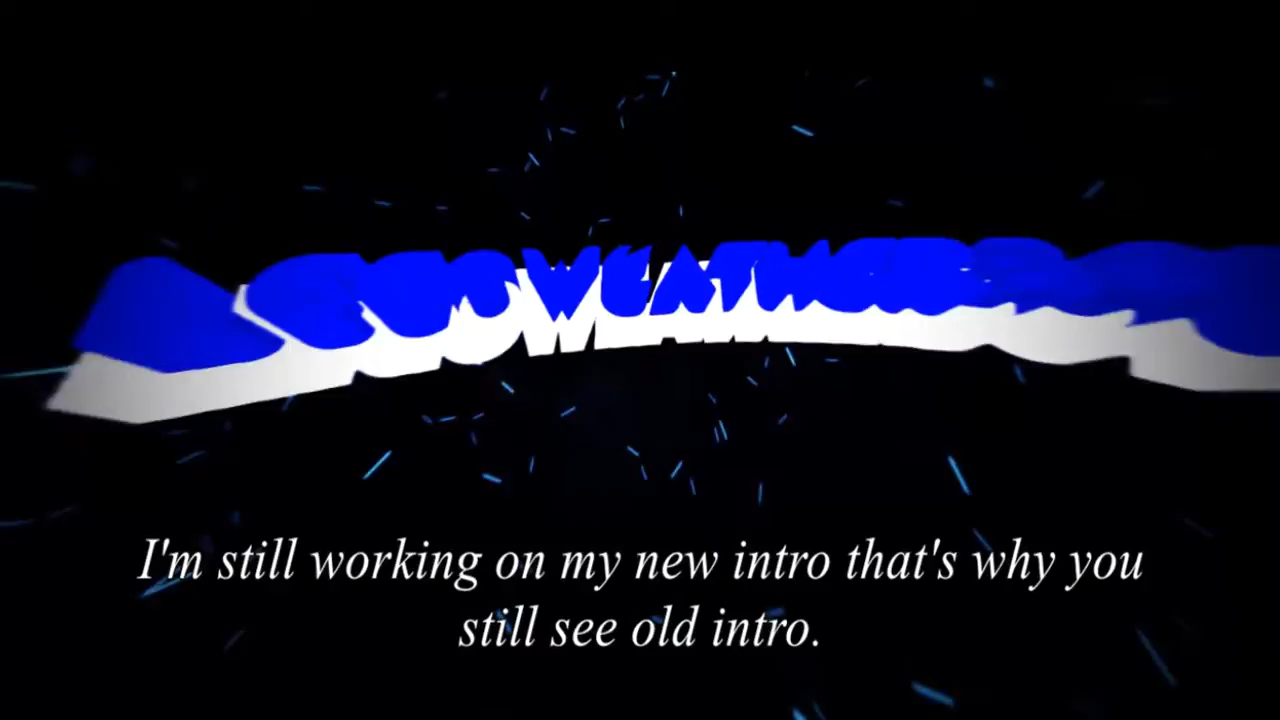 I'm still working on my new intro that's why you
still see old intro.